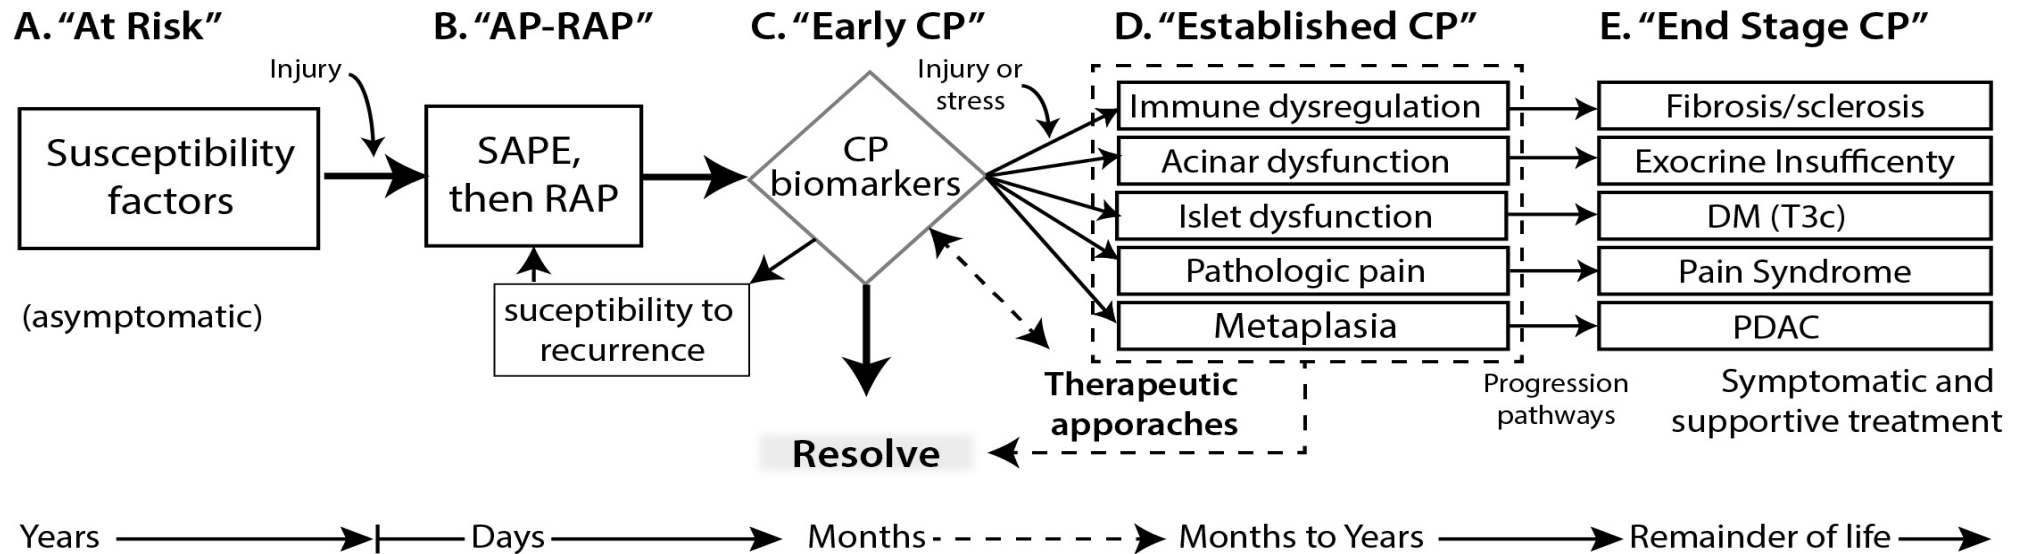 A. “At Risk”
B. “AP-RAP”
C. “Early CP”
D. “Established CP”
E. “End Stage CP”
Injury
Susceptibility
factors
(asymptomatic)
SAPE,
then RAP
suceptibility to
recurrence
CP
biomarkers
Resolve
Injury or
stress
Immune dysregulation
Acinar dysfunction
Islet dysfunction
Pathologic pain
Metaplasia
Therapeutic
apporaches
Progression
pathways
Fibrosis/sclerosis
Exocrine Insufficenty
DM (T3c)
Pain Syndrome
PDAC
Symptomatic and
supportive treatment
Years
Days
Months
Months to Years
Remainder of life